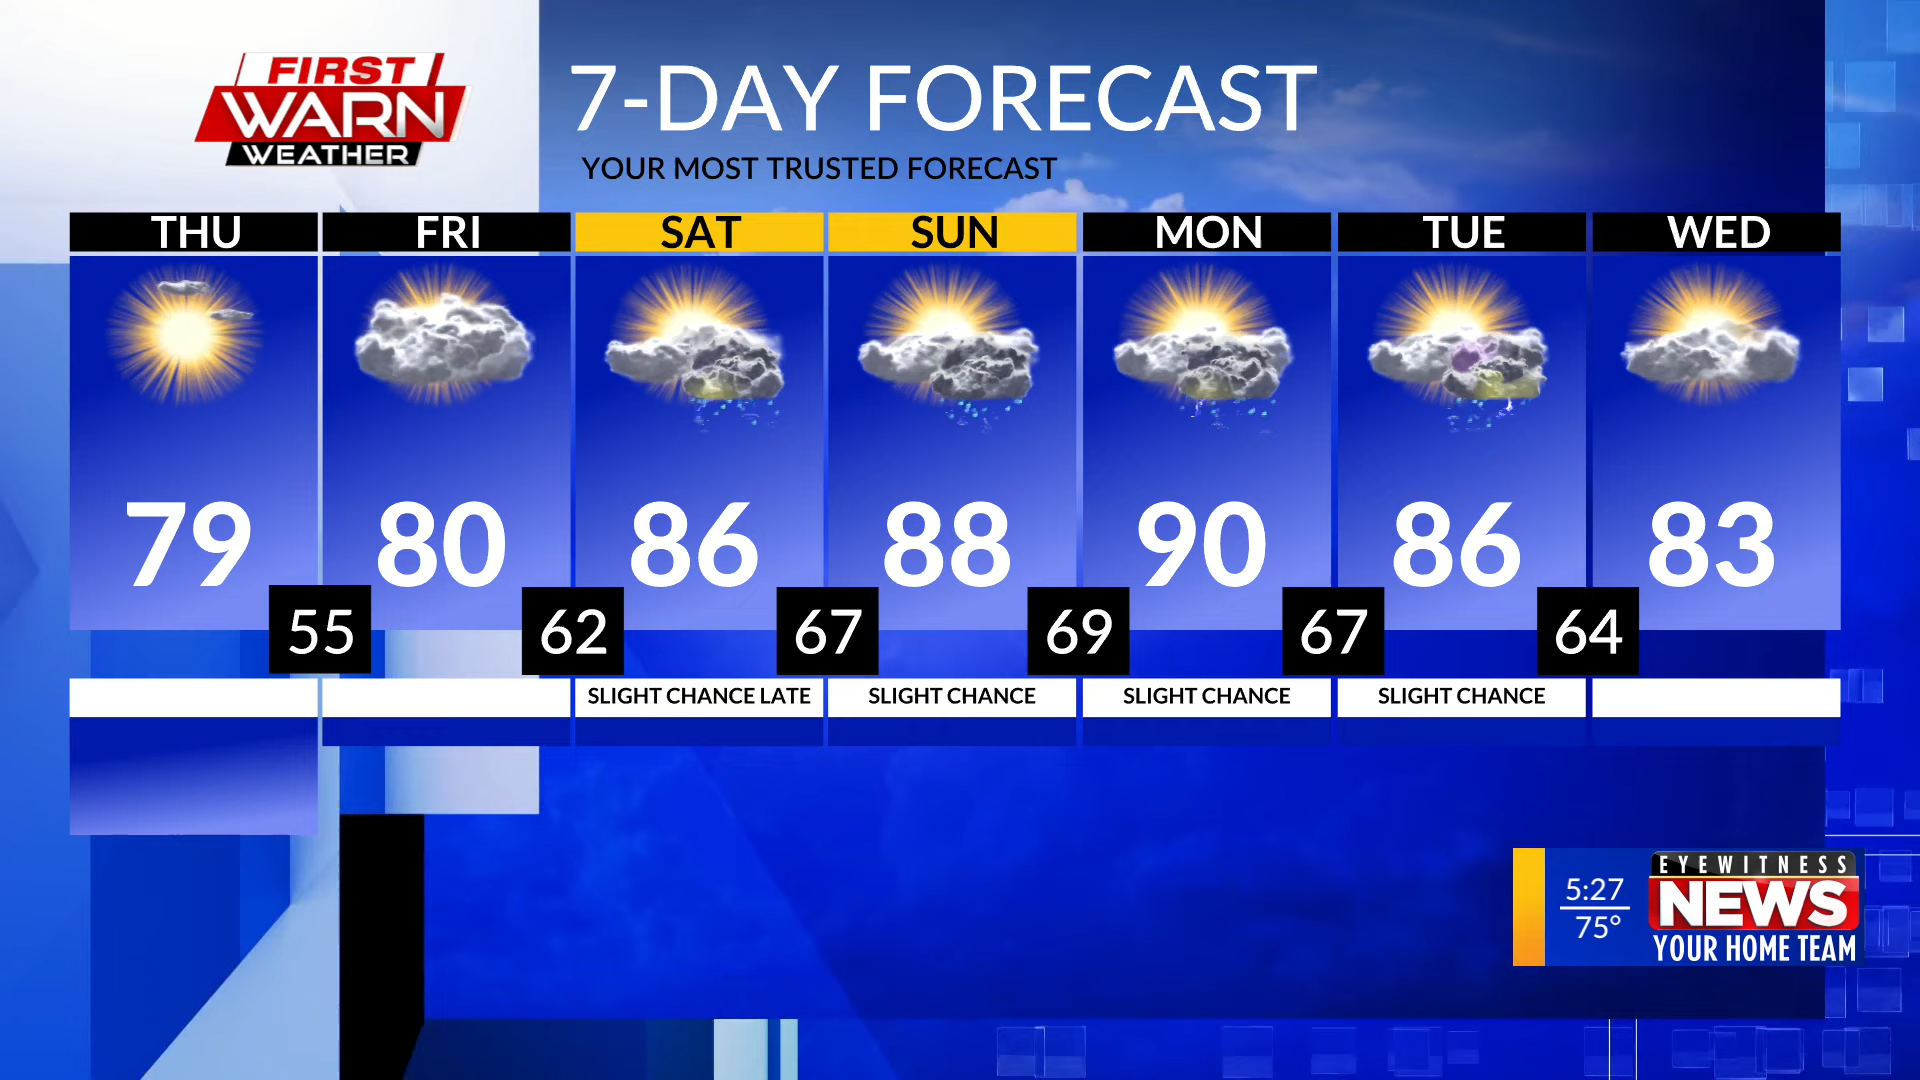 FIRST
WARN
WEATHER
7-DAY FORECAST
YOUR MOST TRUSTED FORECAST
THU FRI SAT SUN MON TUE WED
79 80 86 88 90 86 83
55 62 67 69 67 64
SLIGHT CHANCE LATE SLIGHT CHANCE SLIGHT CHANCE SLIGHT CHANCE
5:27
75°
EYEWITNESS
NEWS
YOUR HOME TEAM